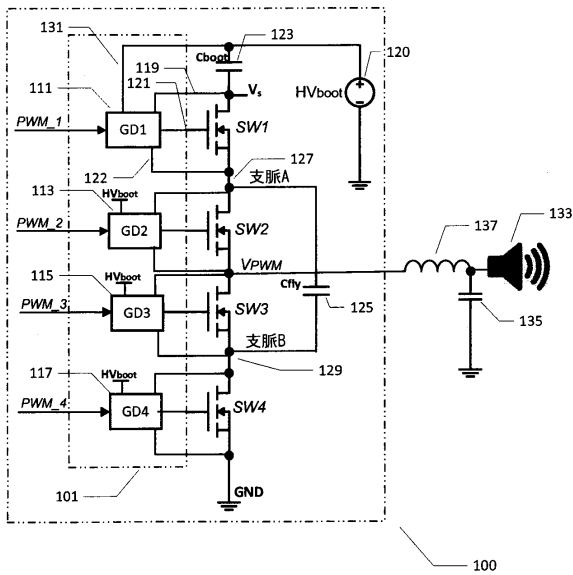 131
Cboot
123
119
121
Vs
120
111
HVboot
PWM_1
GD1
SW1
122
127
支脈A
113
HVboot
137
133
PWM_2
GD2
SW2
VPWM
115
HVboot
Cfly
125
135
PWM_3
GD3
SW3
支脈B
117
HVboot
129
PWM_4
GD4
SW4
101
GND
100